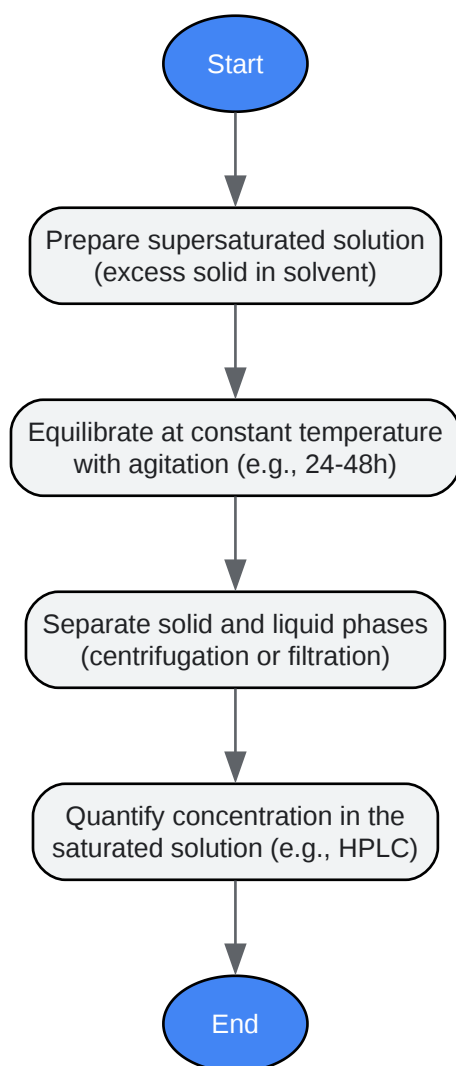 Start
Prepare supersaturated solution
(excess solid in solvent)
Equilibrate at constant temperature
with agitation (e.g., 24-48h)
Separate solid and liquid phases
(centrifugation or filtration)
Quantify concentration in the
saturated solution (e.g., HPLC)
End